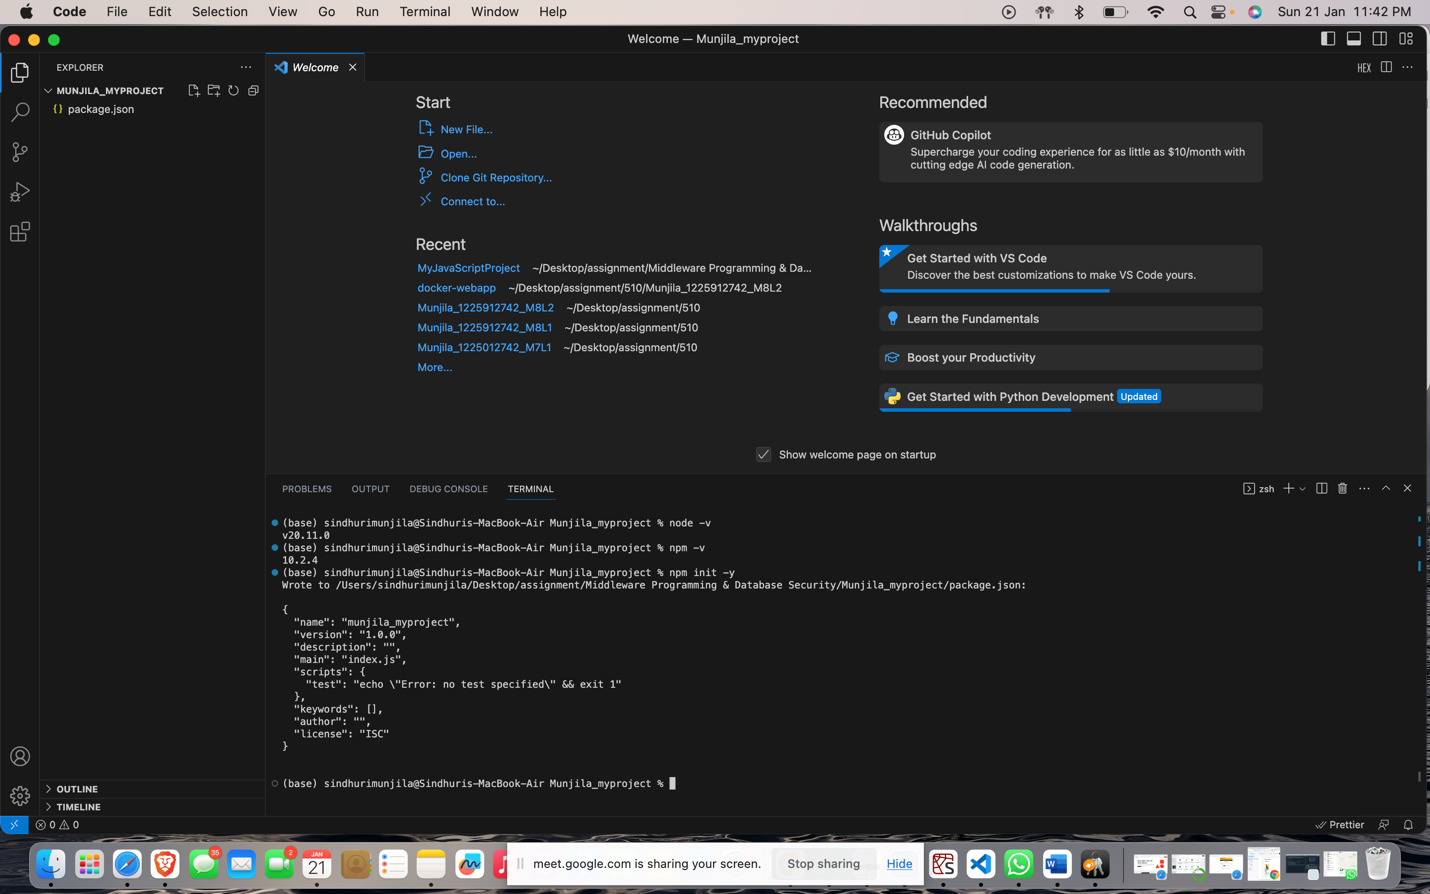 Code File Edit Selection View Go Run Terminal Window Help Sun 21 Jan 11:42 PM
Welcome — Munjila_myproject
EXPLORER
MUNJILA_MYPROJECT
{} package.json
Welcome
HEX
Start
New File...
Open...
Clone Git Repository...
Connect to...
Recent
MyJavaScriptProject ~/Desktop/assignment/Middleware Programming & Da...
docker-webapp ~/Desktop/assignment/510/Munjila_1225912742_M8L2
Munjila_1225912742_M8L2 ~/Desktop/assignment/510
Munjila_1225912742_M8L1 ~/Desktop/assignment/510
Munjila_1225012742_M7L1 ~/Desktop/assignment/510
More...
Recommended
GitHub Copilot
Supercharge your coding experience for as little as $10/month with
cutting edge AI code generation.
Walkthroughs
Get Started with VS Code
Discover the best customizations to make VS Code yours.
Learn the Fundamentals
Boost your Productivity
Get Started with Python Development Updated
Show welcome page on startup
PROBLEMS OUTPUT DEBUG CONSOLE TERMINAL
zsh
(base) sindhurimunjila@Sindhuris-MacBook-Air Munjila_myproject % node -v
v20.11.0
(base) sindhurimunjila@Sindhuris-MacBook-Air Munjila_myproject % npm -v
10.2.4
(base) sindhurimunjila@Sindhuris-MacBook-Air Munjila_myproject % npm init -y
Wrote to /Users/sindhurimunjila/Desktop/assignment/Middleware Programming & Database Security/Munjila_myproject/package.json:
{
"name": "munjila_myproject",
"version": "1.0.0",
"description": "",
"main": "index.js",
"scripts": {
"test": "echo \"Error: no test specified\" && exit 1"
},
"keywords": [],
"author": "",
"license": "ISC"
}
(base) sindhurimunjila@Sindhuris-MacBook-Air Munjila_myproject %
OUTLINE
TIMELINE
0 0
Prettier
35
2
JAN
21
meet.google.com is sharing your screen. Stop sharing Hide